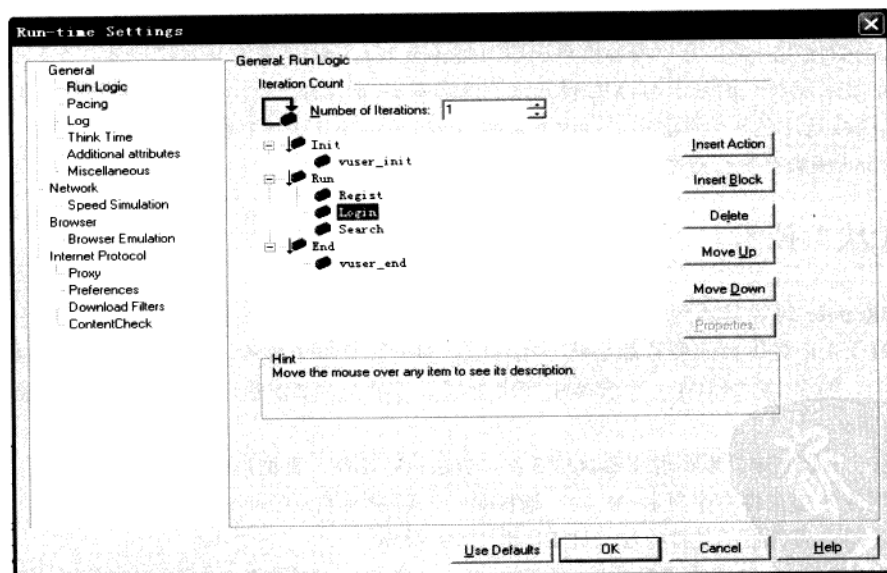 Run-time Settings
General
Run Logic
Pacing
Log
Think Time
Additional attributes
Miscellaneous
Network
Speed Simulation
Browser
Browser Emulation
Internet Protocol
Proxy
Preferences
Download Filters
ContentCheck
General: Run Logic
Iteration Count
Number of Iterations: 1
Init
vuser_init
Run
Regist
Login
Search
End
vuser_end
Insert Action
Insert Block
Delete
Move Up
Move Down
Properties...
Hint
Move the mouse over any item to see its description.
Use Defaults
OK
Cancel
Help